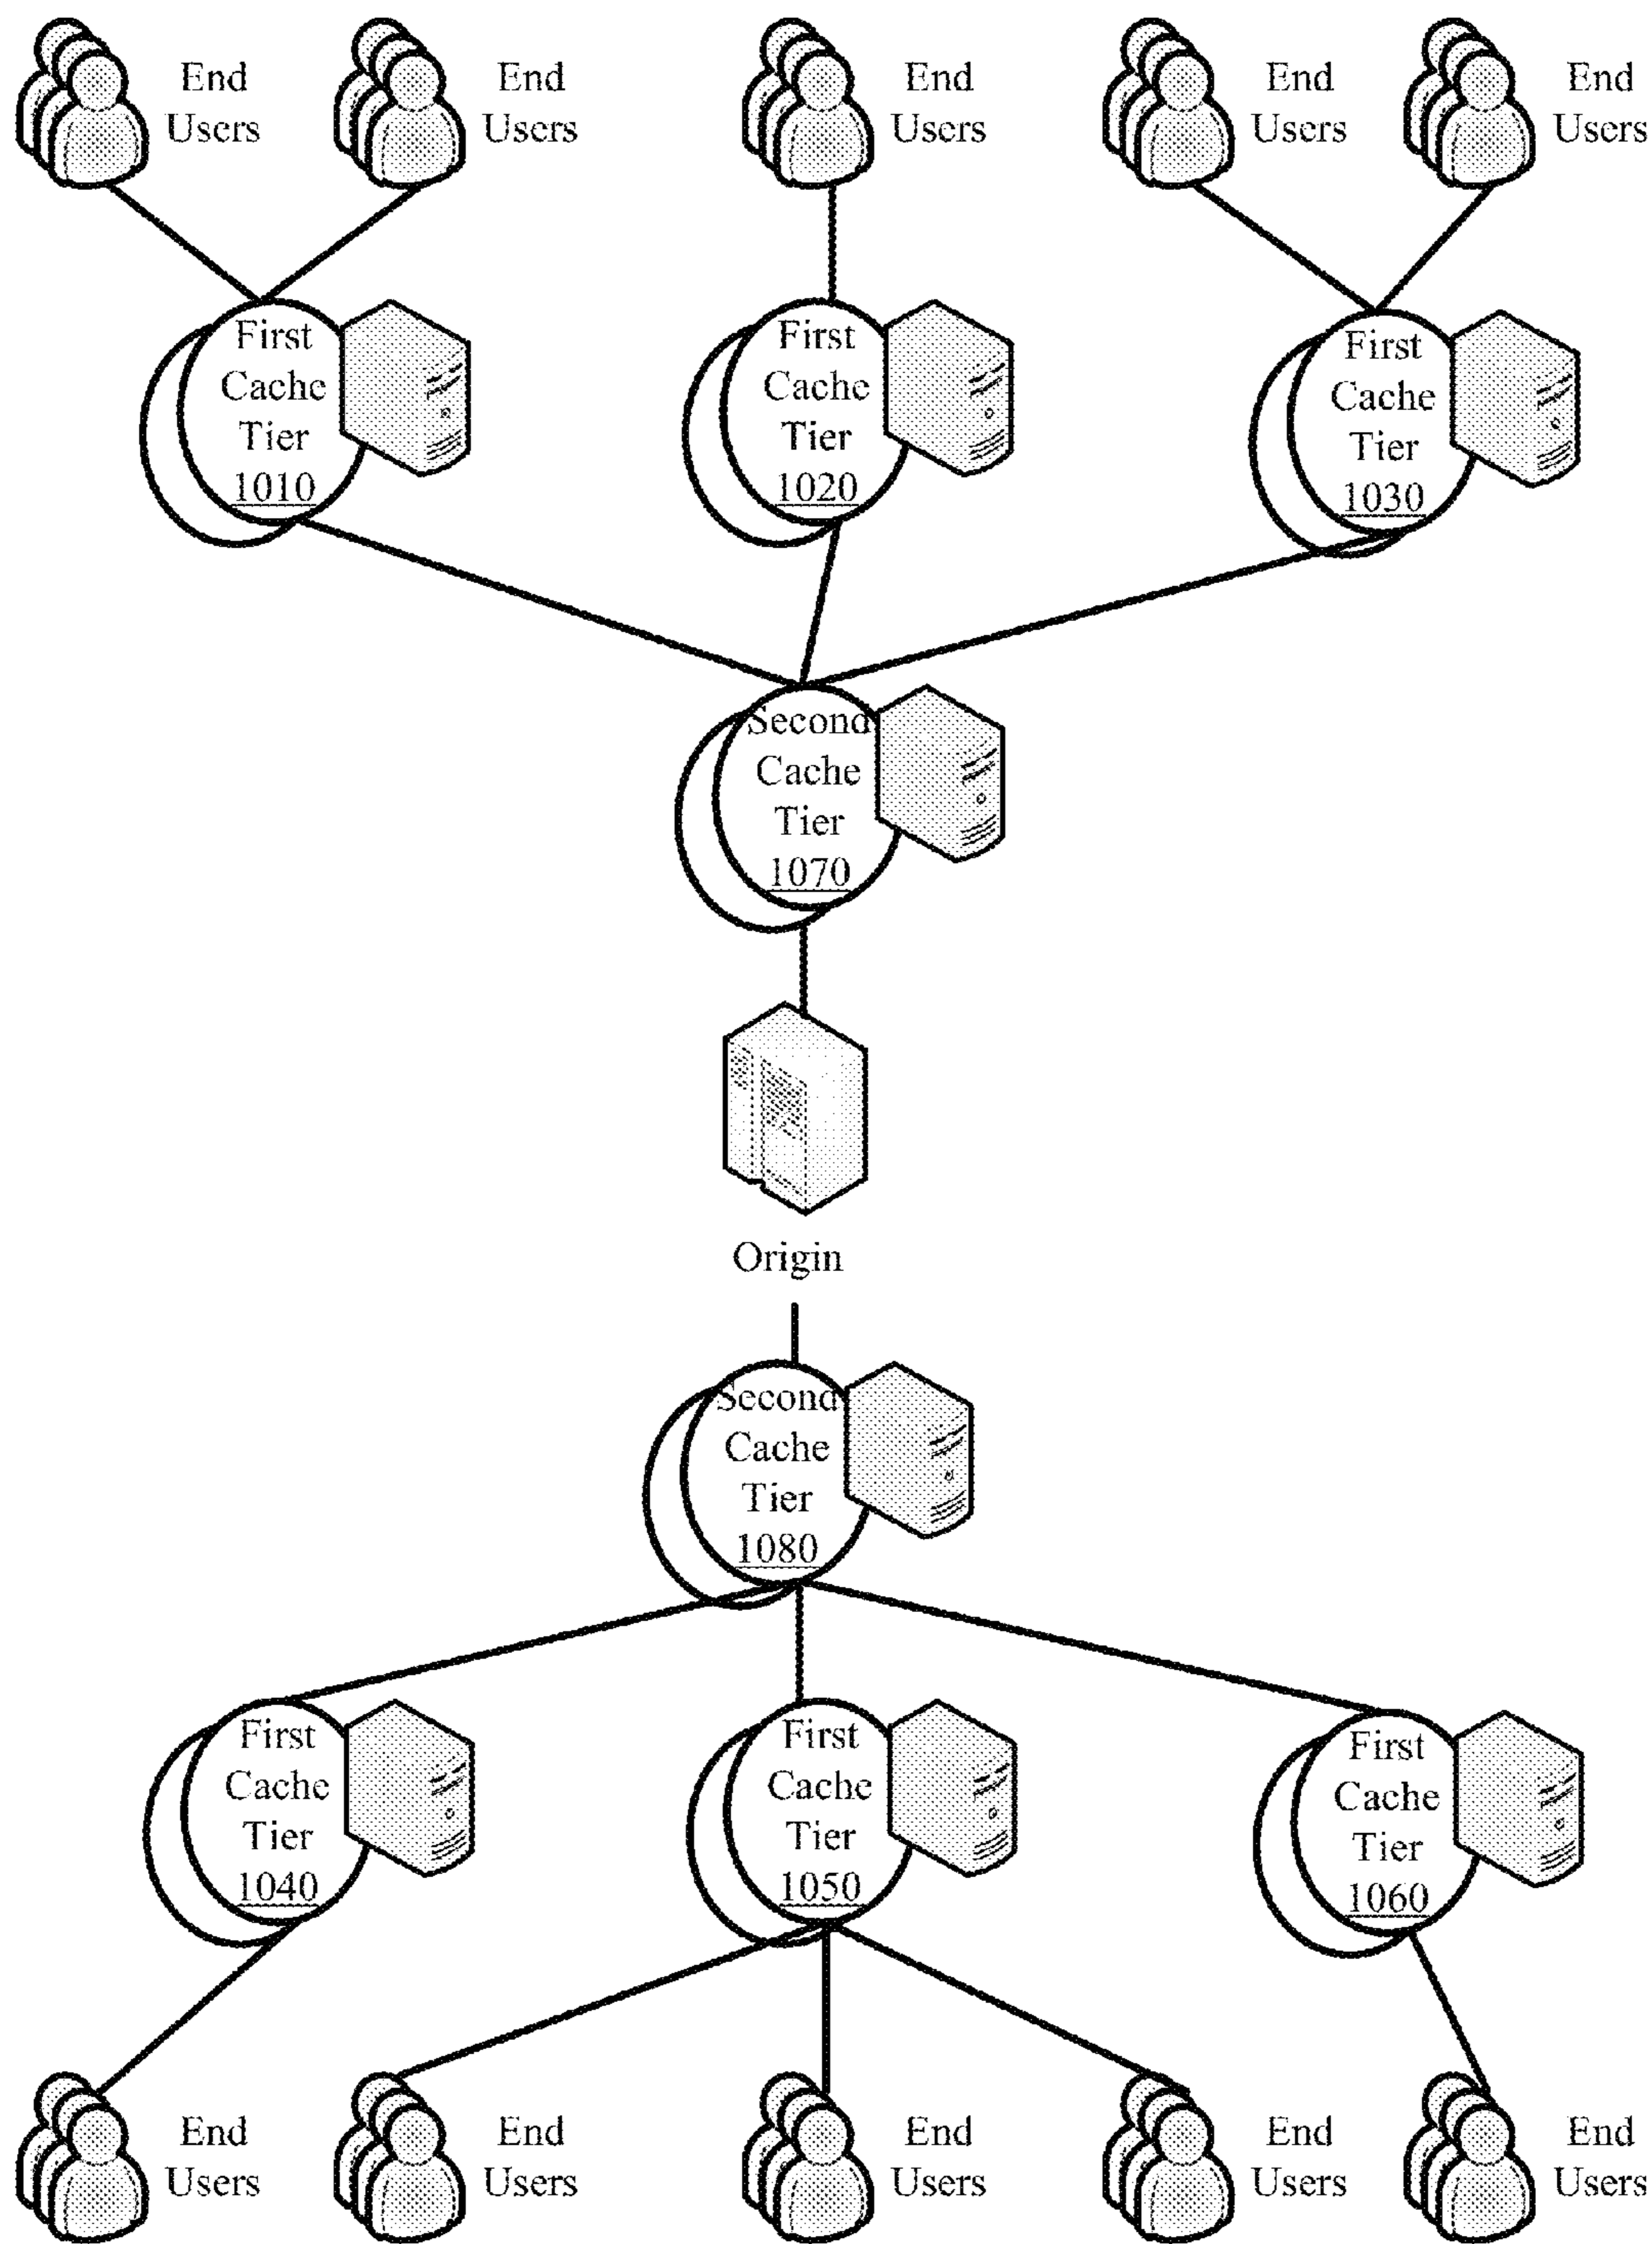 End
Users
End
Users
End
Users
End
Users
End
Users
First
Cache
Tier
1010
First
Cache
Tier
1020
First
Cache
Tier
1030
Second
Cache
Tier
1070
Origin
Second
Cache
Tier
1080
First
Cache
Tier
1040
First
Cache
Tier
1050
First
Cache
Tier
1060
End
Users
End
Users
End
Users
End
Users
End
Users